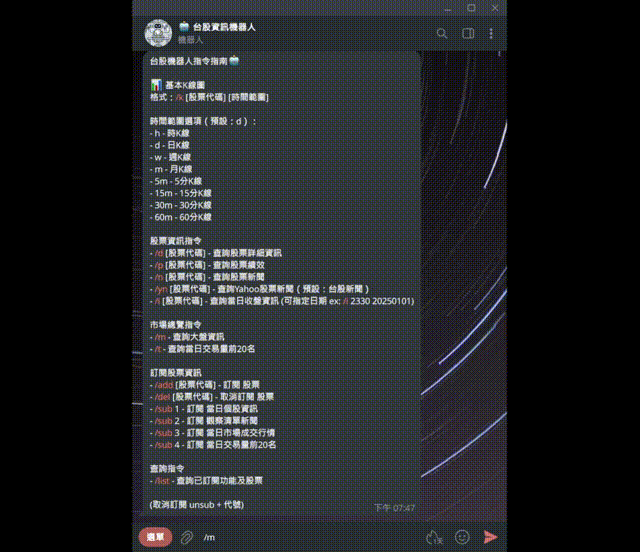 台股資訊機器人
機器人
台股機器人指令指南
基本K線圖
格式：/k [股票代碼] [時間範圍]
時間範圍選項（預設：d）：
- h - 時K線
- d - 日K線
- w - 週K線
- m - 月K線
- 5m - 5分K線
- 15m - 15分K線
- 30m - 30分K線
- 60m - 60分K線
股票資訊指令
- /d [股票代碼] - 查詢股票詳細資訊
- /p [股票代碼] - 查詢股票績效
- /n [股票代碼] - 查詢股票新聞
- /yn [股票代碼] - 查詢Yahoo股票新聞（預設：台股新聞）
- /i [股票代碼] - 查詢當日收盤資訊 (可指定日期 ex: /i 2330 20250101)
市場總覽指令
- /m - 查詢大盤資訊
- /t - 查詢當日交易量前20名
訂閱股票資訊
- /add [股票代碼] - 訂閱 股票
- /del [股票代碼] - 取消訂閱 股票
- /sub 1 - 訂閱 當日個股資訊
- /sub 2 - 訂閱 觀察清單新聞
- /sub 3 - 訂閱 當日市場成交行情
- /sub 4 - 訂閱 當日交易量前20名
查詢指令
- /list - 查詢已訂閱功能及股票
(取消訂閱 unsub + 代號)
下午 07:47
選單
/m